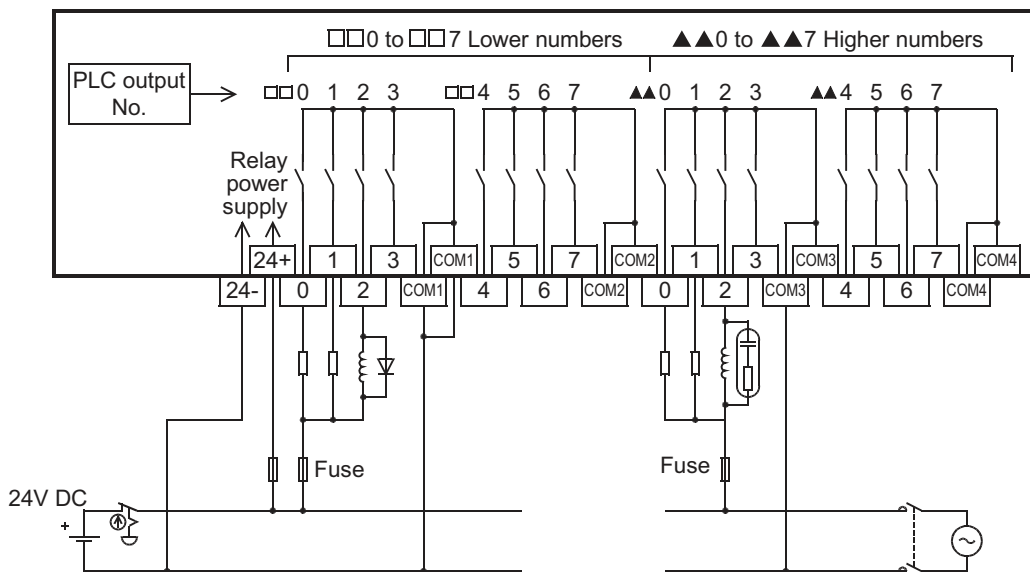 □□0 to □□7 Lower numbers ▲▲0 to ▲▲7 Higher numbers
PLC output
No.
□□0 1 2 3 □□4 5 6 7 ▲▲0 1 2 3 ▲▲4 5 6 7
Relay
power
supply
24+ 1 3 COM1 5 7 COM2 1 3 COM3 5 7 COM4
24- 0 2 COM1 4 6 COM2 0 2 COM3 4 6 COM4
Fuse Fuse
24V DC
+